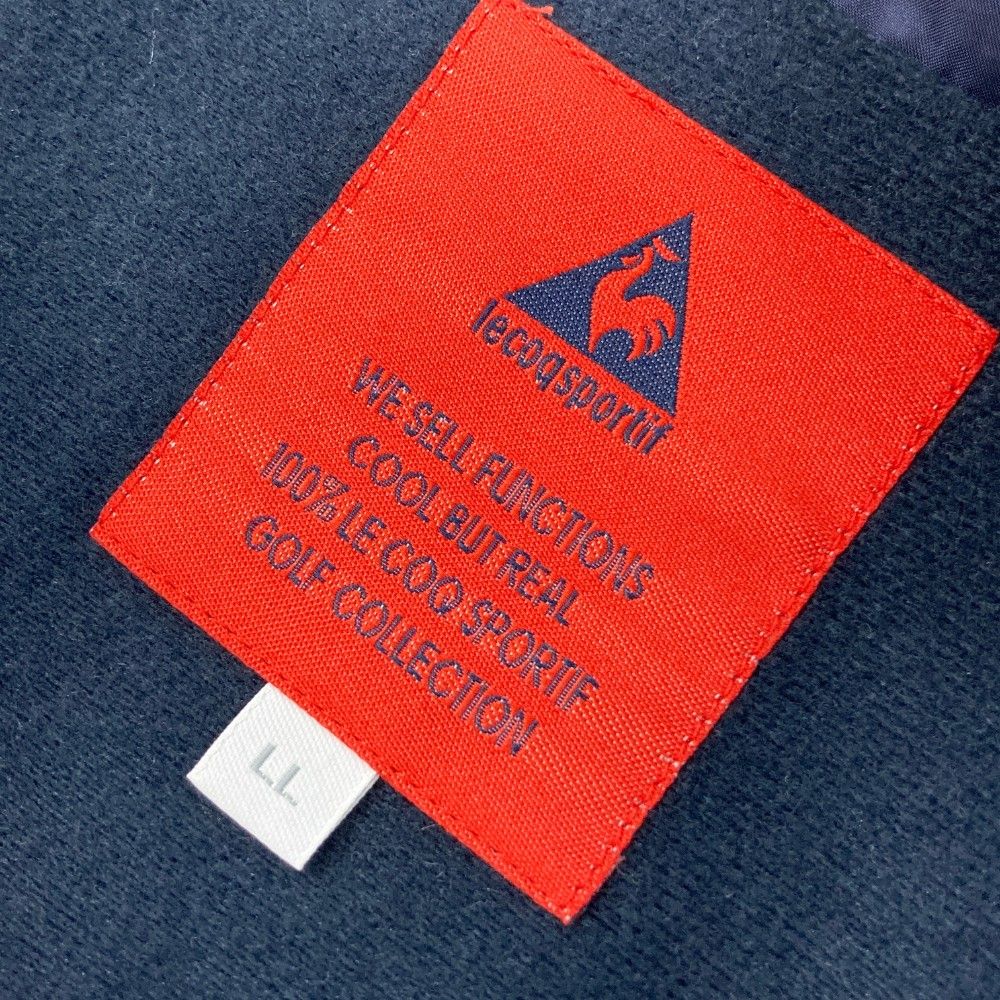 lecoqsportif
WE SELL FUNCTIONS
COOL BUT REAL
100% LE COQ SPORTIF
GOLF COLLECTION
LL